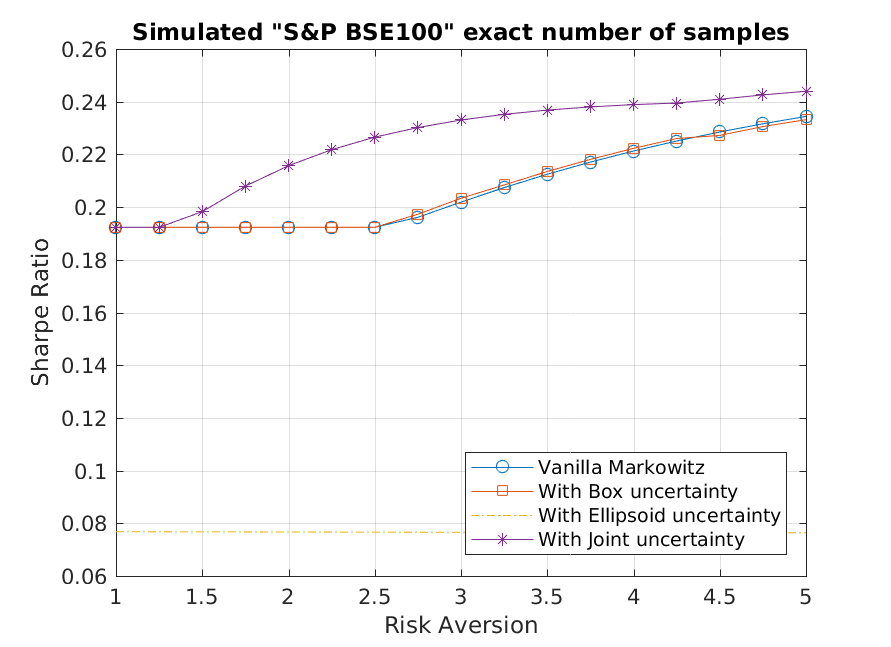 Simulated "S&P BSE100" exact number of samples
0.26
0.24
0.22
0.2
0.18
0.16
0.14
0.12
0.1
0.08
0.06
Sharpe Ratio
Vanilla Markowitz
With Box uncertainty
With Ellipsoid uncertainty
With Joint uncertainty
1 1.5 2 2.5 3 3.5 4 4.5 5
Risk Aversion